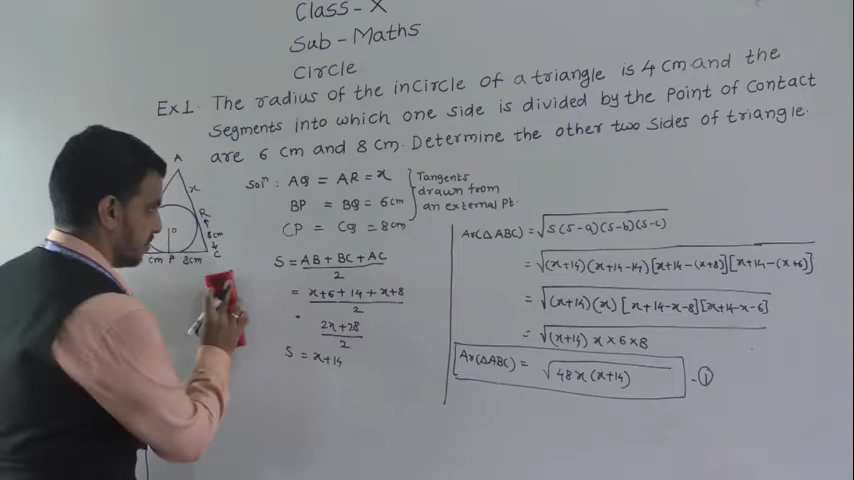 Class - X
Sub - Maths
Circle
Ex 1. The radius of the incircle of a triangle is 4 cm and the
segments into which one side is divided by the Point of Contact
are 6 cm and 8 cm. Determine the other two sides of triangle.
A
x
R
8cm
C
o
cm P 8cm
Solⁿ : AQ = AR = x
BP = BQ = 6cm
CP = CQ = 8cm
Tangents
drawn from
an external Pt.
S = AB + BC + AC / 2
= x+6 + 14 + x+8 / 2
2x+28 / 2
S = x+14
Ar(△ABC) = √S(S-a)(S-b)(S-c)
= √(x+14)(x+14-14)[x+14-(x+8)][x+14-(x+6)]
= √(x+14)(x)[x+14-x-8][x+14-x-6]
= √(x+14) x × 6 × 8
Ar(△ABC) = √48x(x+14) - ①